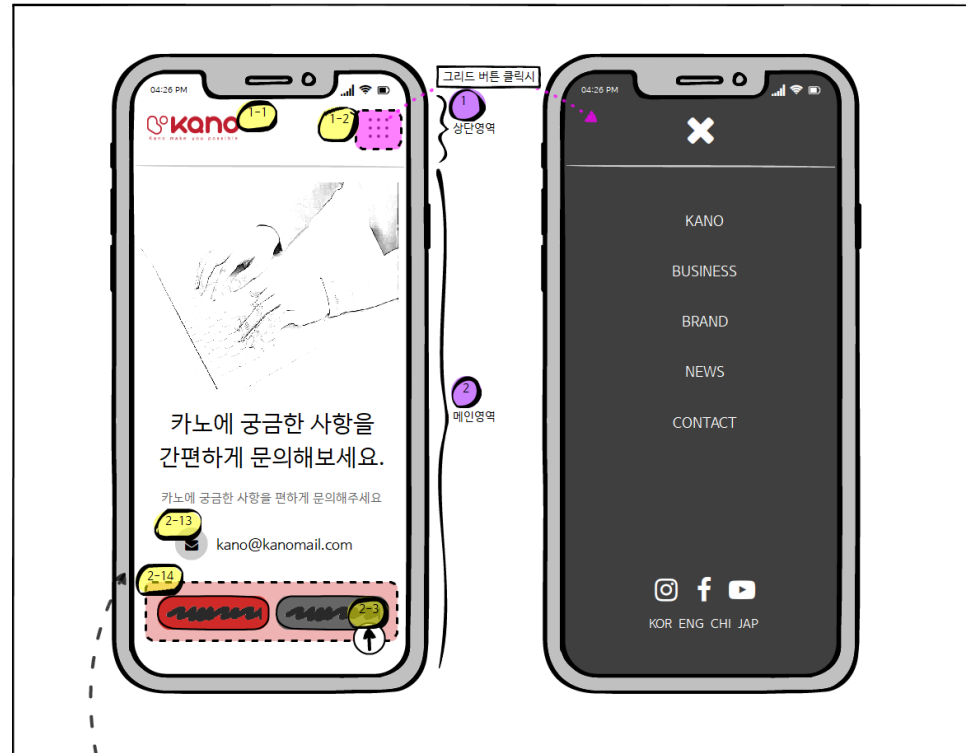 그리드 버튼 클릭시
04:26 PM
1-1
1-2
kano
Kano make you possible
1
상단영역
2
메인영역
카노에 궁금한 사항을
간편하게 문의해보세요.
카노에 궁금한 사항을 편하게 문의해주세요
2-13
kano@kanomail.com
2-14
2-3
04:26 PM
KANO
BUSINESS
BRAND
NEWS
CONTACT
KOR ENG CHI JAP